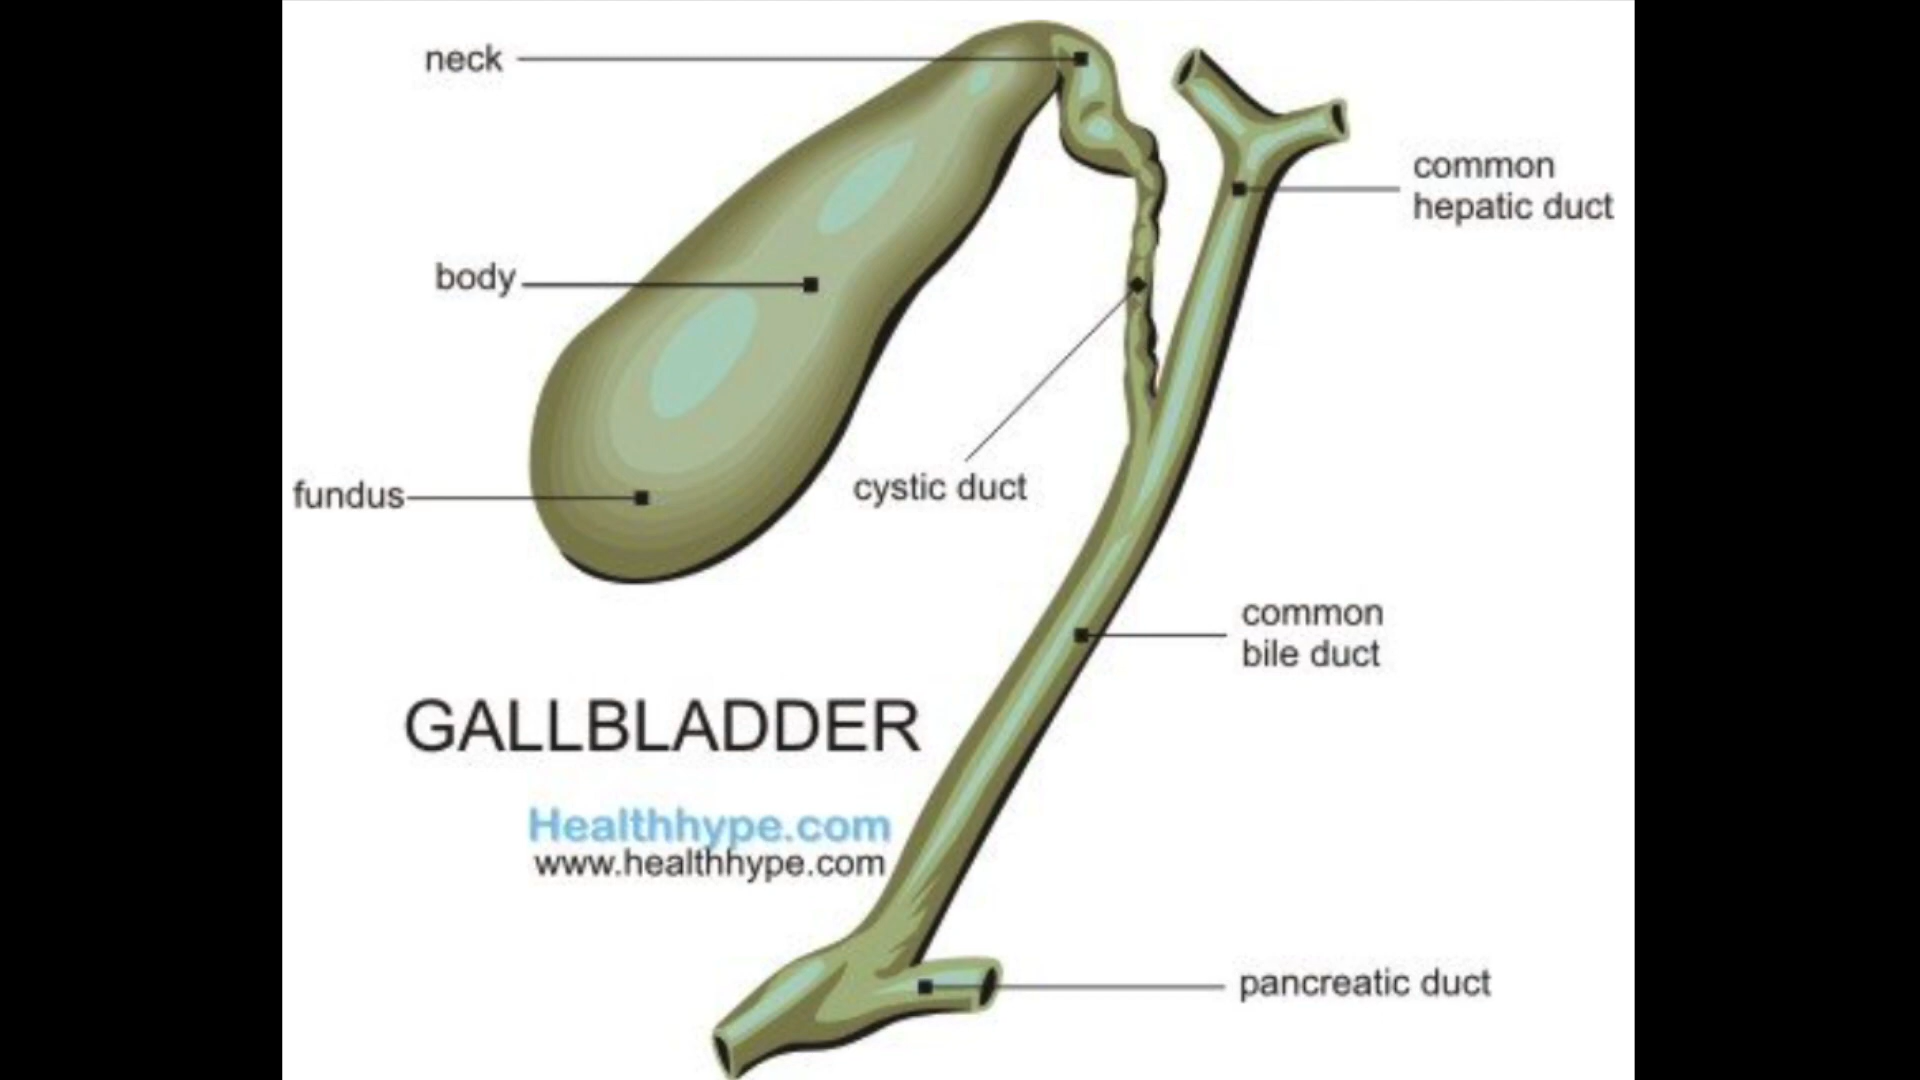 neck
common
hepatic duct
body
cystic duct
fundus
common
bile duct
GALLBLADDER
Healthhype.com
www.healthhype.com
pancreatic duct